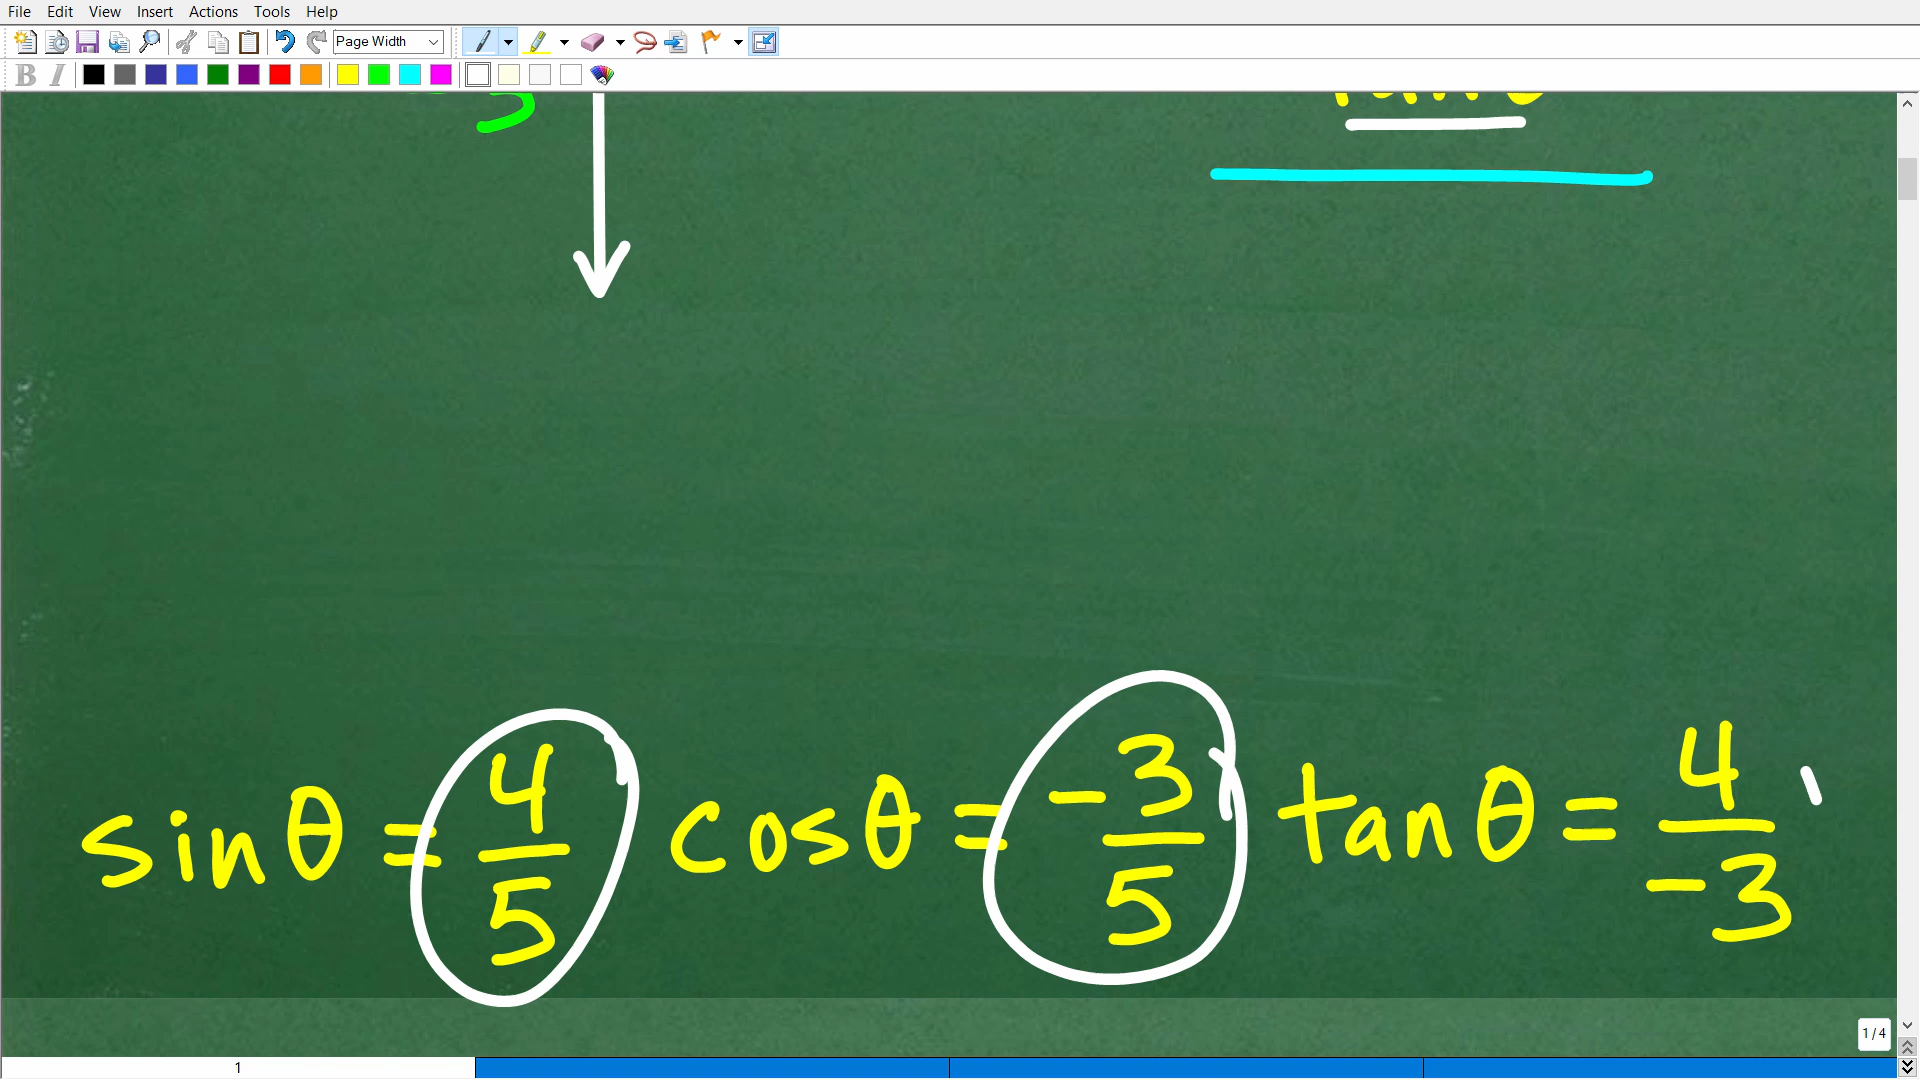 File Edit View Insert Actions Tools Help
Page Width
B I
sinθ = 4/5 cosθ = -3/5 tanθ = 4/-3
1 / 4
1